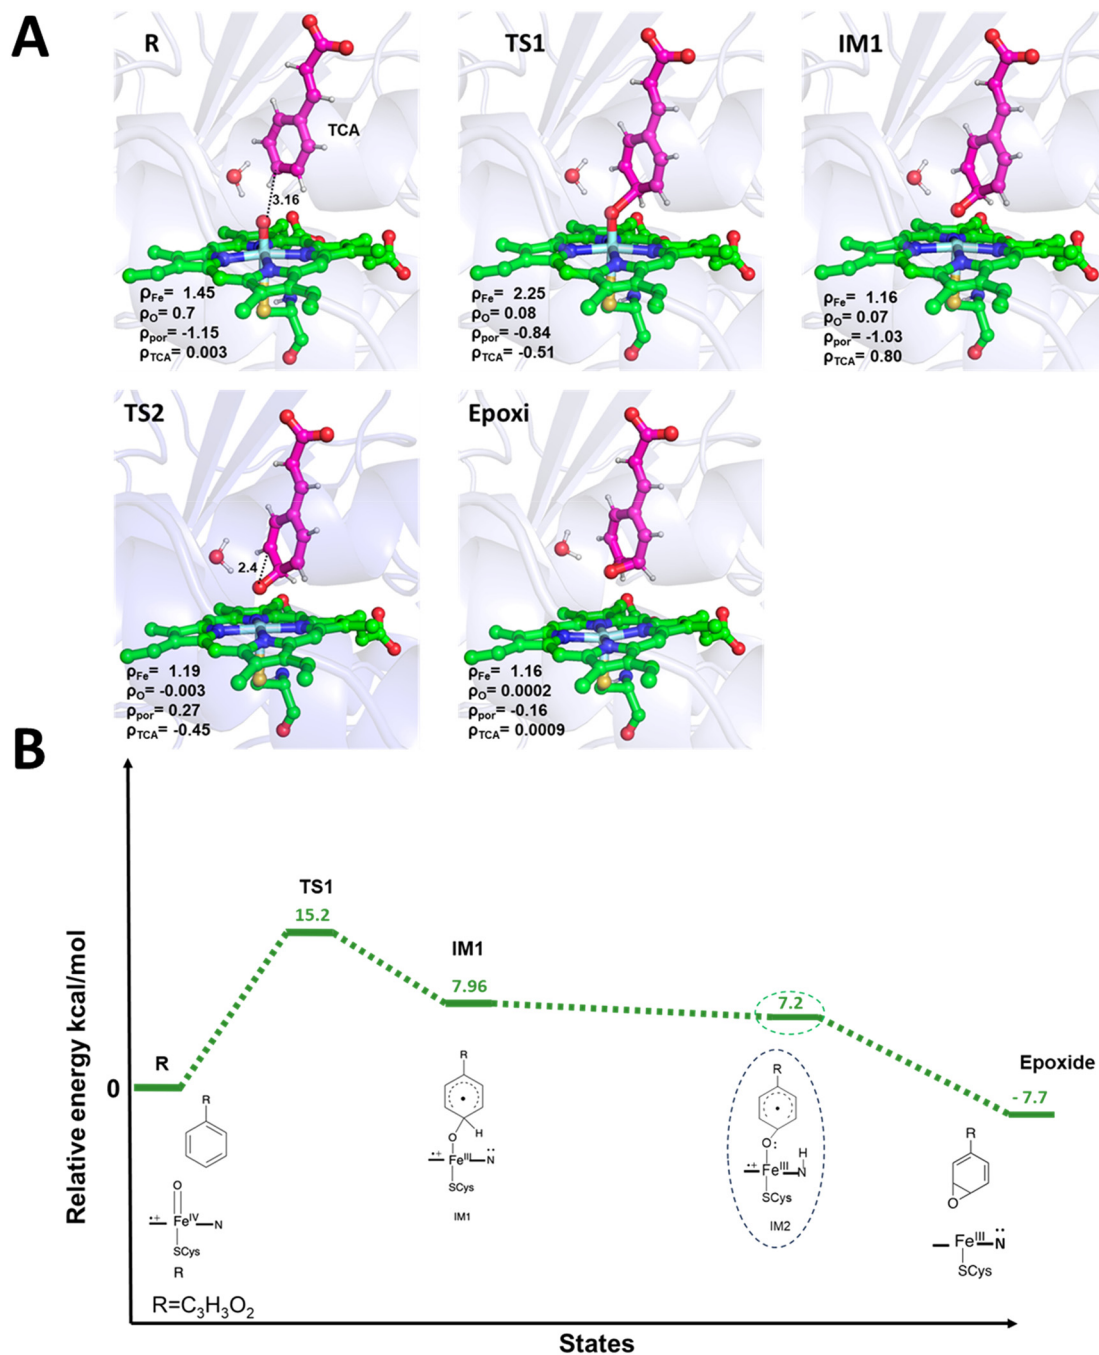 A
R
TCA
3.16
ρFe= 1.45
ρO= 0.7
ρpor= -1.15
ρTCA= 0.003
TS1
ρFe= 2.25
ρO= 0.08
ρpor= -0.84
ρTCA= -0.51
IM1
ρFe= 1.16
ρO= 0.07
ρpor= -1.03
ρTCA= 0.80
TS2
2.4
ρFe= 1.19
ρO= -0.003
ρpor= 0.27
ρTCA= -0.45
Epoxi
ρFe= 1.16
ρO= 0.0002
ρpor= -0.16
ρTCA= 0.0009
B
Relative energy kcal/mol
0
R
TS1
15.2
IM1
7.96
7.2
Epoxide
- 7.7
R
O
•+ FeIV N
SCys
R
R
H
O
•+ FeIII N̈
SCys
IM1
R
O:
H
•+ FeIII N
SCys
IM2
R
O
FeIII N̈
SCys
R=C3H3O2
States